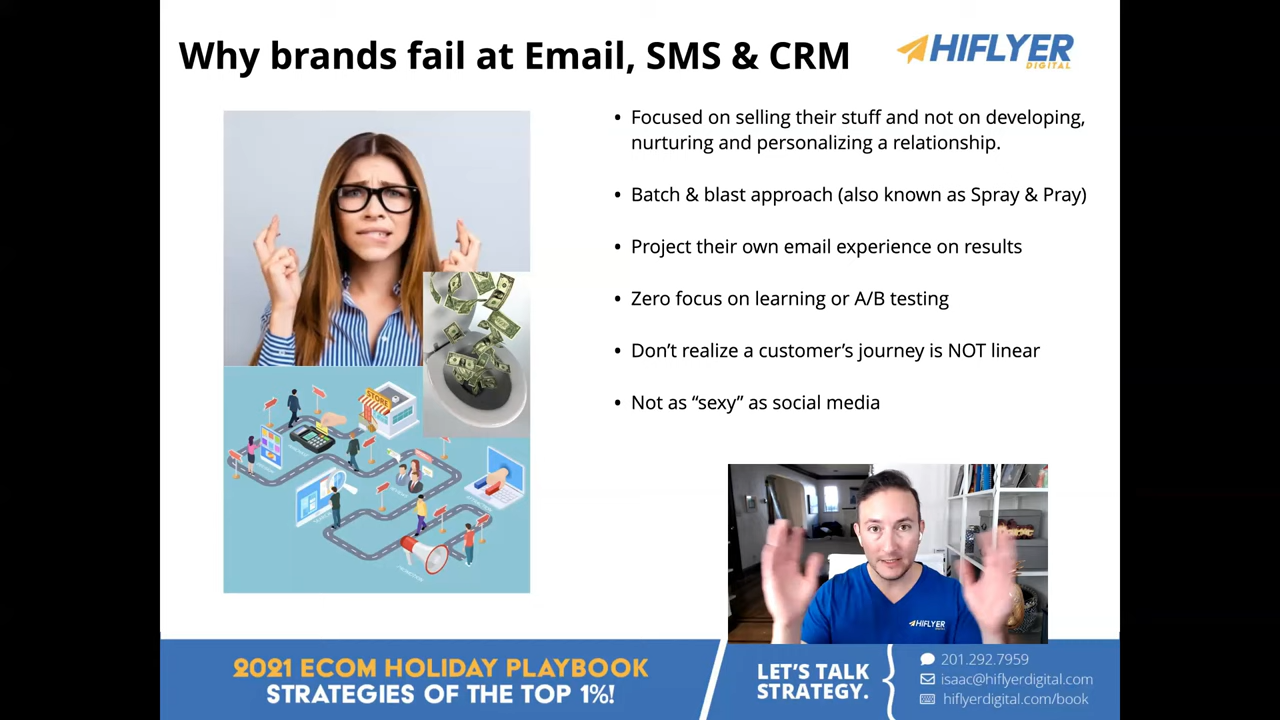 Why brands fail at Email, SMS & CRM
HIFLYER
DIGITAL
• Focused on selling their stuff and not on developing,
nurturing and personalizing a relationship.
• Batch & blast approach (also known as Spray & Pray)
• Project their own email experience on results
• Zero focus on learning or A/B testing
• Don’t realize a customer’s journey is NOT linear
• Not as “sexy” as social media
STORE
HIFLYER
2021 ECOM HOLIDAY PLAYBOOK
STRATEGIES OF THE TOP 1%!
LET’S TALK
STRATEGY.
201.292.7959
isaac@hiflyerdigital.com
hiflyerdigital.com/book